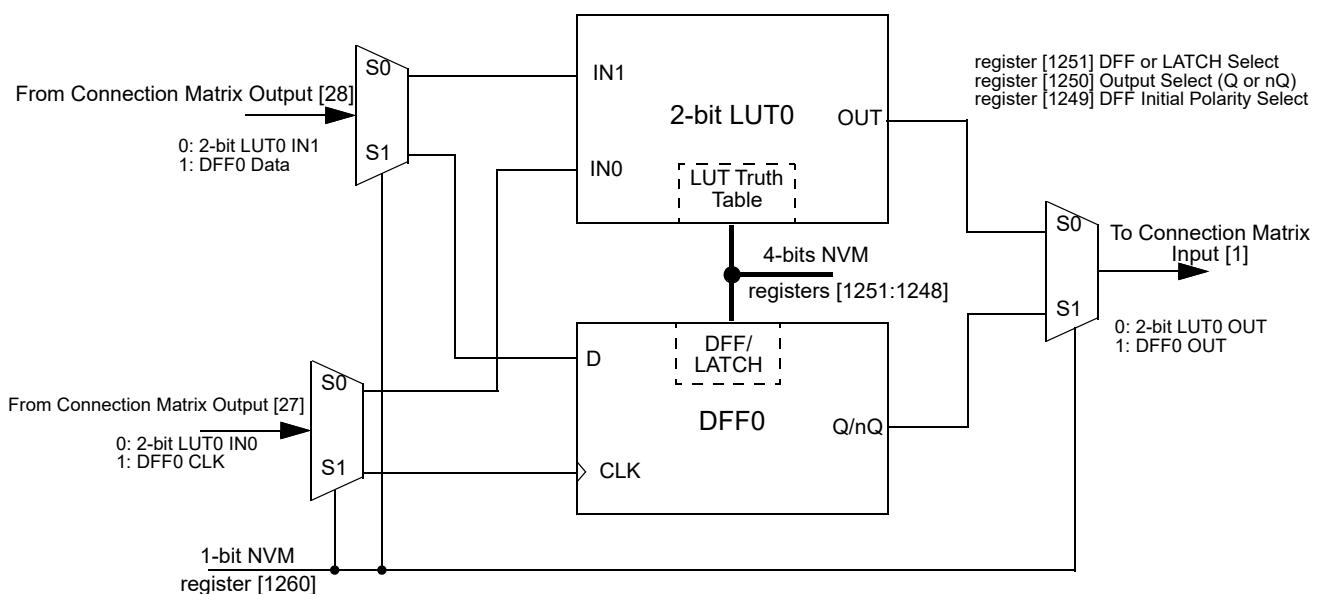 From Connection Matrix Output [28]
0: 2-bit LUT0 IN1
1: DFF0 Data
S0
S1
IN1
IN0
2-bit LUT0
OUT
LUT Truth
Table
register [1251] DFF or LATCH Select
register [1250] Output Select (Q or nQ)
register [1249] DFF Initial Polarity Select
4-bits NVM
registers [1251:1248]
S0
S1
To Connection Matrix
Input [1]
0: 2-bit LUT0 OUT
1: DFF0 OUT
From Connection Matrix Output [27]
0: 2-bit LUT0 IN0
1: DFF0 CLK
S0
S1
D
DFF/
LATCH
DFF0
Q/nQ
CLK
1-bit NVM
register [1260]